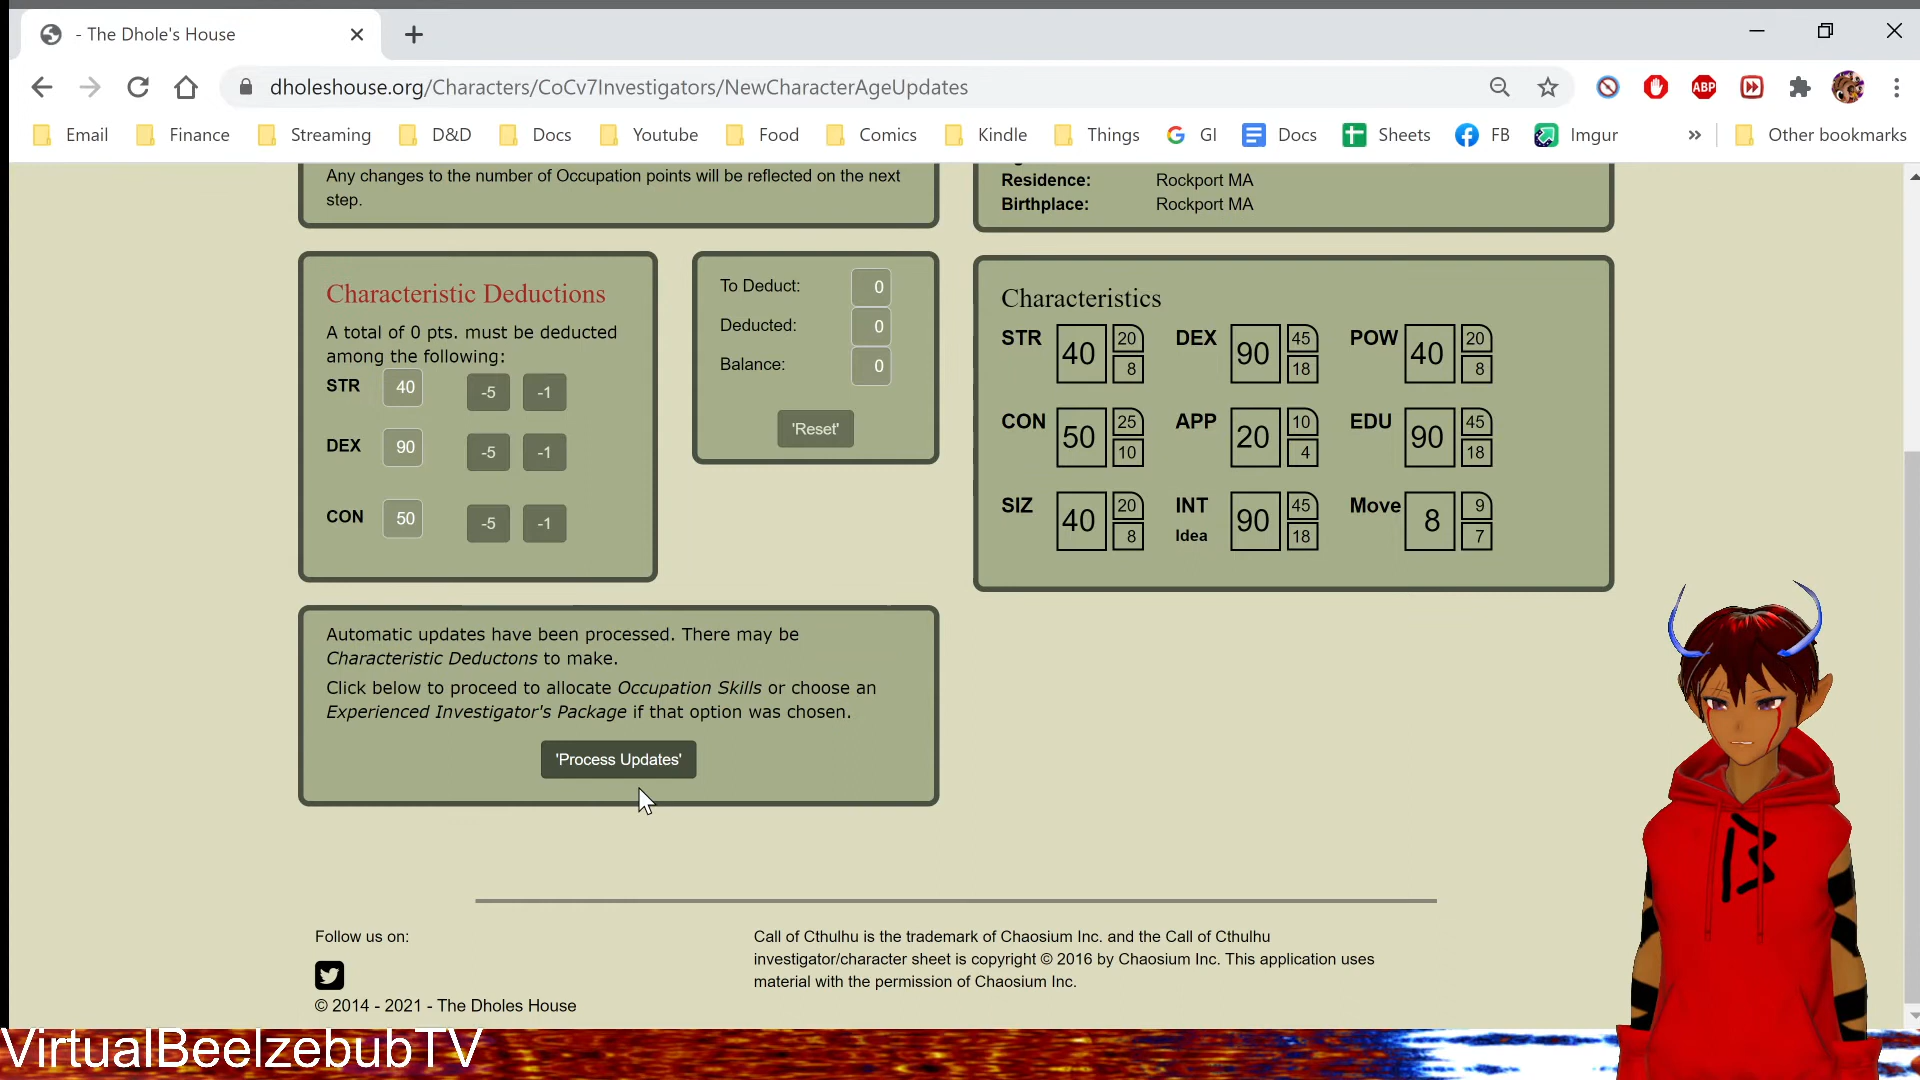 - The Dhole's House
dholeshouse.org/Characters/CoCv7Investigators/NewCharacterAgeUpdates
ABP
Email Finance Streaming D&D Docs Youtube Food Comics Kindle Things GI Docs Sheets FB Imgur » Other bookmarks
Any changes to the number of Occupation points will be reflected on the next
step.
Residence: Rockport MA
Birthplace: Rockport MA
Characteristic Deductions
A total of 0 pts. must be deducted
among the following:
STR 40 -5 -1
DEX 90 -5 -1
CON 50 -5 -1
To Deduct: 0
Deducted: 0
Balance: 0
'Reset'
Characteristics
STR 40 20 8 DEX 90 45 18 POW 40 20 8
CON 50 25 10 APP 20 10 4 EDU 90 45 18
SIZ 40 20 8 INT Idea 90 45 18 Move 8 9 7
Automatic updates have been processed. There may be
Characteristic Deductons to make.
Click below to proceed to allocate Occupation Skills or choose an
Experienced Investigator's Package if that option was chosen.
'Process Updates'
Follow us on:
© 2014 - 2021 - The Dholes House
Call of Cthulhu is the trademark of Chaosium Inc. and the Call of Cthulhu
investigator/character sheet is copyright © 2016 by Chaosium Inc. This application uses
material with the permission of Chaosium Inc.
VirtualBeelzebubTV